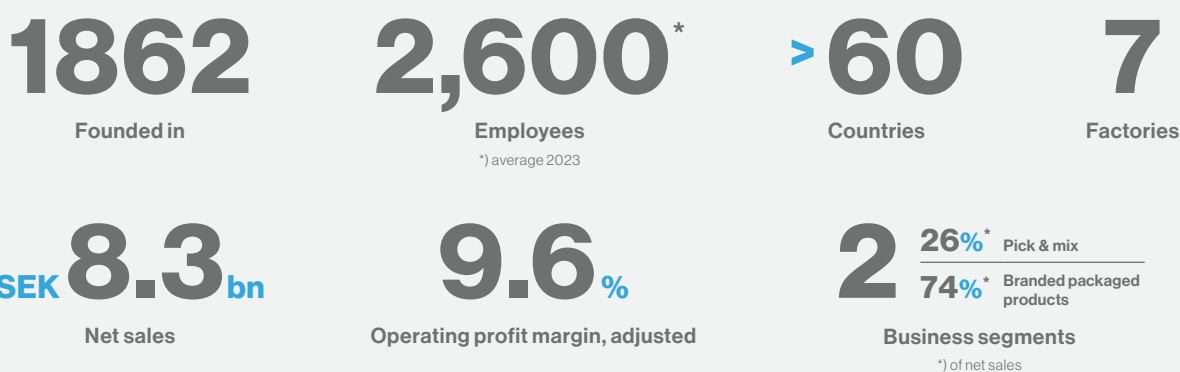 1862
Founded in
2,600*
Employees
*) average 2023
>60
Countries
7
Factories
SEK 8.3 bn
Net sales
9.6 %
Operating profit margin, adjusted
2
26%* Pick & mix
74%* Branded packaged
products
Business segments
*) of net sales